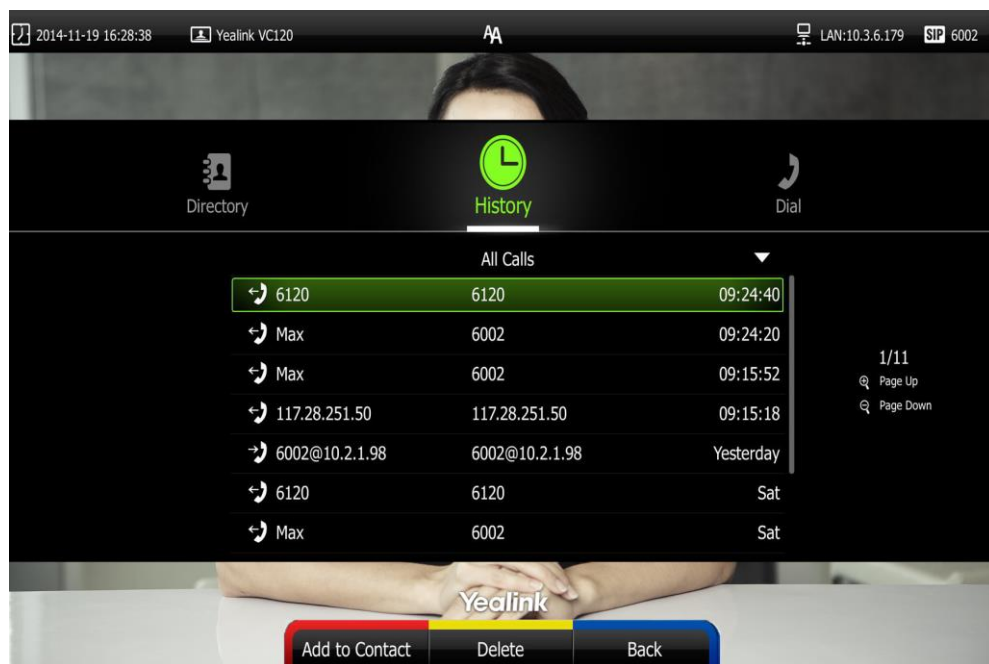 2014-11-19 16:28:38 Yealink VC120 AA LAN:10.3.6.179 SIP 6002
Directory History Dial
All Calls
6120 6120 09:24:40
Max 6002 09:24:20
Max 6002 09:15:52
117.28.251.50 117.28.251.50 09:15:18
6002@10.2.1.98 6002@10.2.1.98 Yesterday
6120 6120 Sat
Max 6002 Sat
1/11
Page Up
Page Down
Yealink
Add to Contact Delete Back